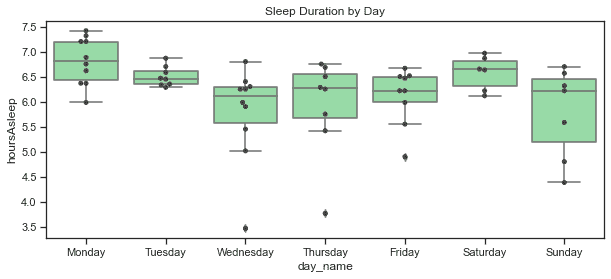 Sleep Duration by Day
7.5
7.0
6.5
6.0
5.5
5.0
4.5
4.0
3.5
hoursAsleep
Monday Tuesday Wednesday Thursday Friday Saturday Sunday
day_name